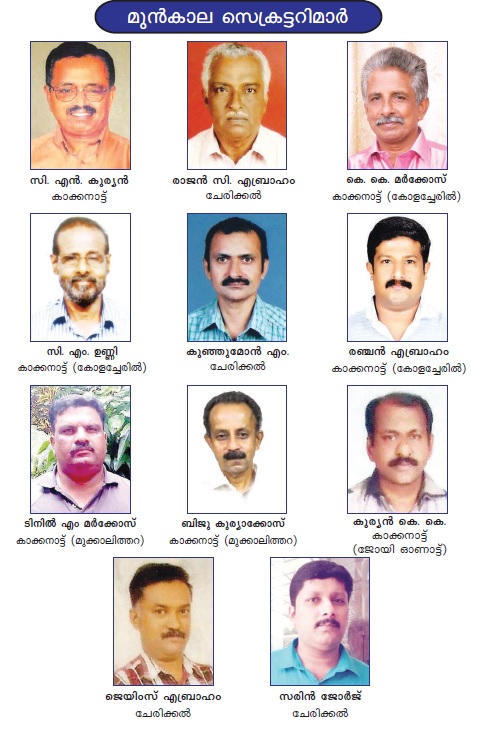 മുൻകാല സെക്രട്ടറിമാർ
സി. എൻ. കുര്യൻ
കാക്കനാട്ട്
രാജൻ സി. എബ്രാഹം
ചേരിക്കൽ
കെ. കെ. മർക്കോസ്
കാക്കനാട്ട് (കോളച്ചേരിൽ)
സി. എം. ഉണ്ണി
കാക്കനാട്ട് (കോളച്ചേരിൽ)
കുഞ്ഞുമോൻ എം.
ചേരിക്കൽ
രഞ്ചൻ എബ്രാഹം
കാക്കനാട്ട് (കോളച്ചേരിൽ)
ടിനിൽ എം മർക്കോസ്
കാക്കനാട്ട് (മുക്കാലിത്തറ)
ബിജു കുര്യാക്കോസ്
കാക്കനാട്ട് (മുക്കാലിത്തറ)
കുര്യൻ കെ. കെ.
കാക്കനാട്ട്
(ജോയി ഓണാട്ട്)
ജെയിംസ് എബ്രാഹം
ചേരിക്കൽ
സരിൻ ജോർജ്
ചേരിക്കൽ